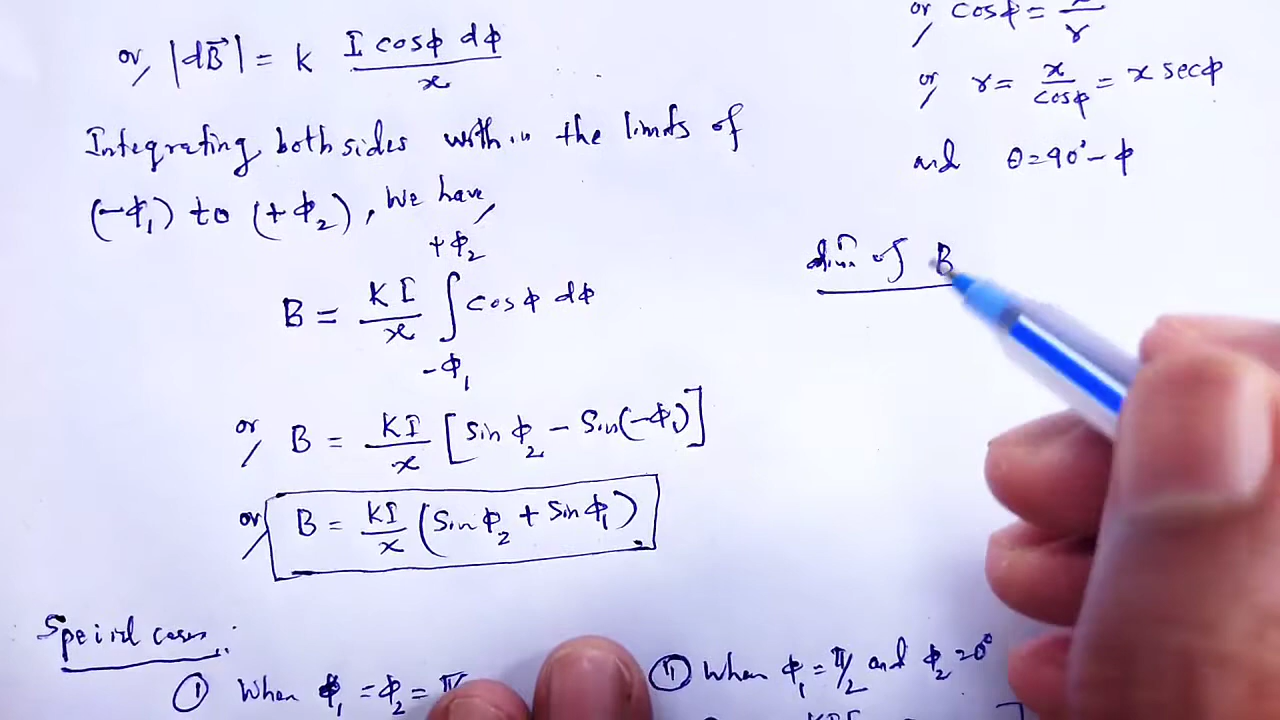 or, |dB⃗| = k I cosϕ dϕ / x
Integrating both sides within the limits of
(-ϕ₁) to (+ϕ₂), we have,
B = KI/x ∫ cosϕ dϕ
+ϕ₂
-ϕ₁
or, B = KI/x [sin ϕ₂ - Sin(-ϕ₁)]
or, B = KI/x (Sin ϕ₂ + Sin ϕ₁)
Special cases:
① When ϕ₁ = ϕ₂ = π/
② When ϕ₁ = π/2 and ϕ₂ = 0°
or, cosϕ = x/r
or, r = x/cosϕ = x secϕ
and θ = 90° - ϕ
dirn of B